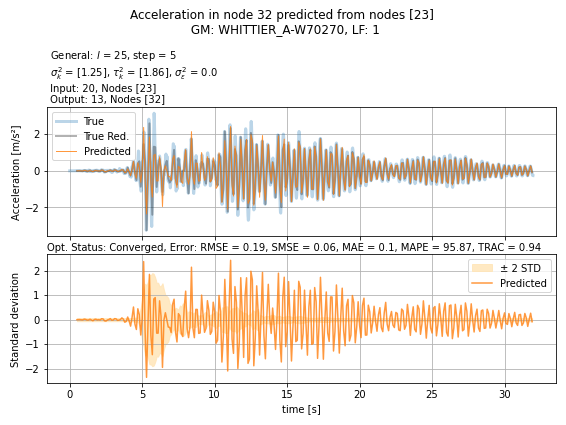 Acceleration in node 32 predicted from nodes [23]
GM: WHITTIER_A-W70270, LF: 1
General: l = 25, step = 5
σ²ₖ = [1.25], τ²ₖ = [1.86], σ²ε = 0.0
Input: 20, Nodes [23]
Output: 13, Nodes [32]
Acceleration [m/s²]
2
0
−2
True
True Red.
Predicted
Opt. Status: Converged, Error: RMSE = 0.19, SMSE = 0.06, MAE = 0.1, MAPE = 95.87, TRAC = 0.94
Standard deviation
2
1
0
−1
−2
± 2 STD
Predicted
0 5 10 15 20 25 30
time [s]